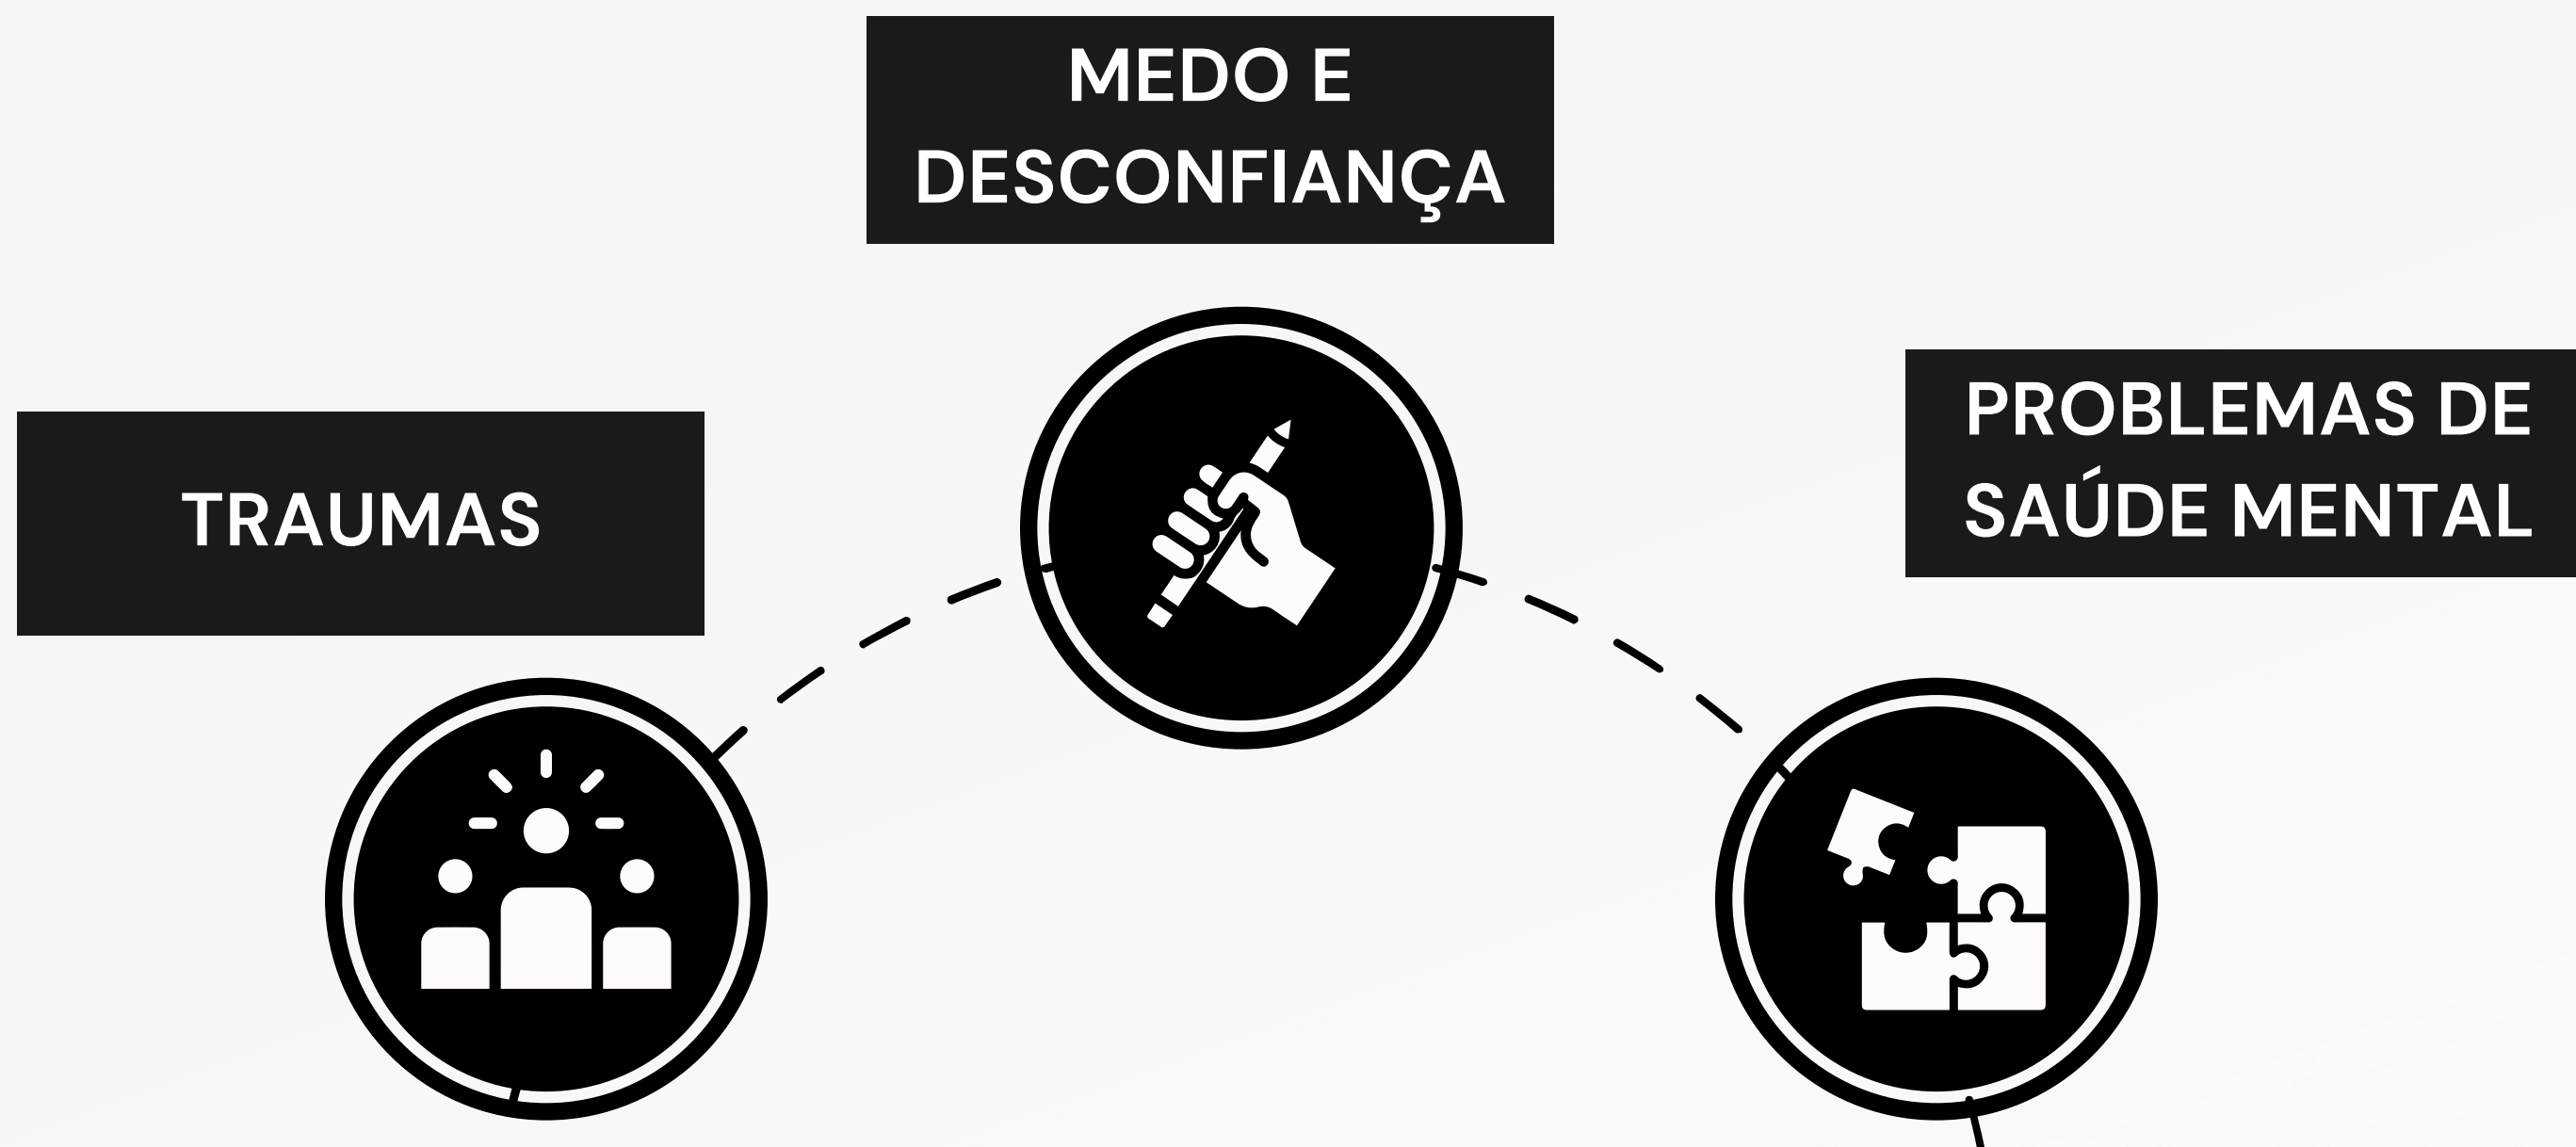 MEDO E
DESCONFIANÇA
TRAUMAS
PROBLEMAS DE
SAÚDE MENTAL